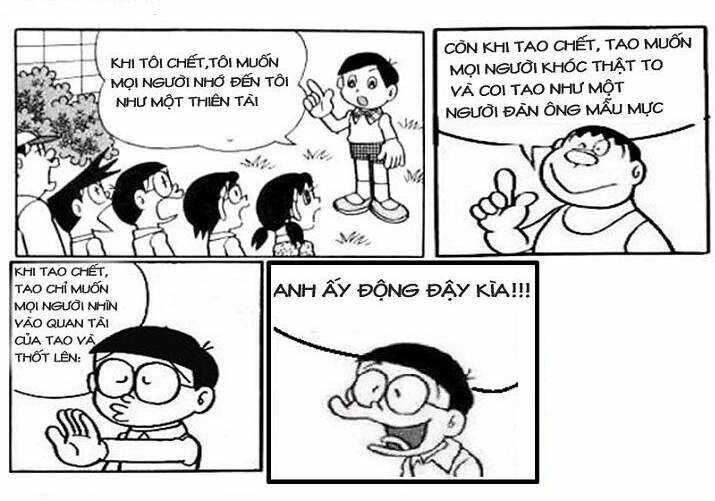 KHI TÔI CHẾT,TÔI MUỐN
MỌI NGƯỜI NHỚ ĐẾN TÔI
NHƯ MỘT THIÊN TÀI
CÒN KHI TAO CHẾT, TAO MUỐN
MỌI NGƯỜI KHÓC THẬT TO
VÀ COI TAO NHƯ MỘT
NGƯỜI ĐÀN ÔNG MẪU MỰC
KHI TAO CHẾT,
TAO CHỈ MUỐN
MỌI NGƯỜI NHÌN
VÀO QUAN TÀI
CỦA TAO VÀ
THỐT LÊN:
ANH ẤY ĐỘNG ĐẬY KÌA!!!